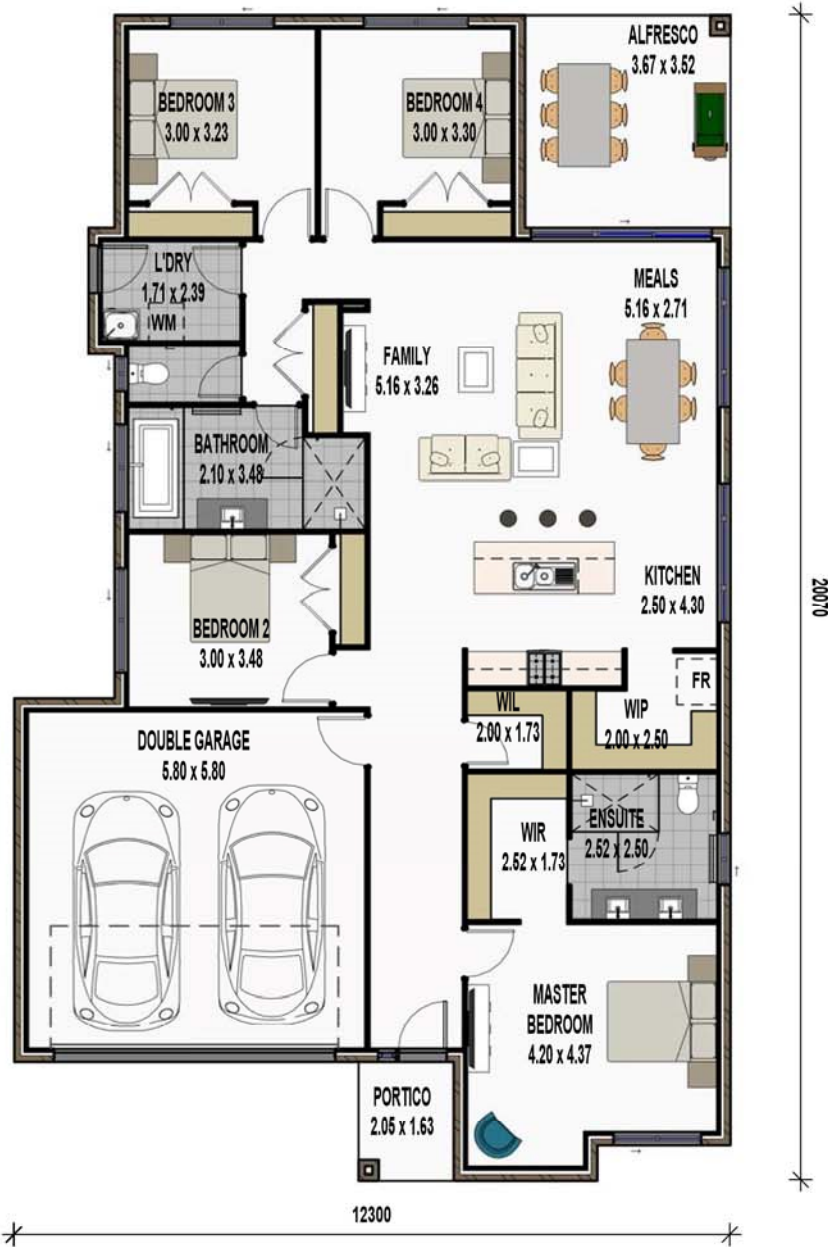 ALFRESCO
3.67 x 3.52
BEDROOM 3
3.00 x 3.23
BEDROOM 4
3.00 x 3.30
L'DRY
1.71 x 2.39
WM
MEALS
5.16 x 2.71
FAMILY
5.16 x 3.26
BATHROOM
2.10 x 3.48
KITCHEN
2.50 x 4.30
20070
BEDROOM 2
3.00 x 3.48
FR
WIL
2.00 x 1.73
WIP
2.00 x 2.50
DOUBLE GARAGE
5.80 x 5.80
WIR
2.52 x 1.73
ENSUITE
2.52 x 2.50
MASTER
BEDROOM
4.20 x 4.37
PORTICO
2.05 x 1.63
12300